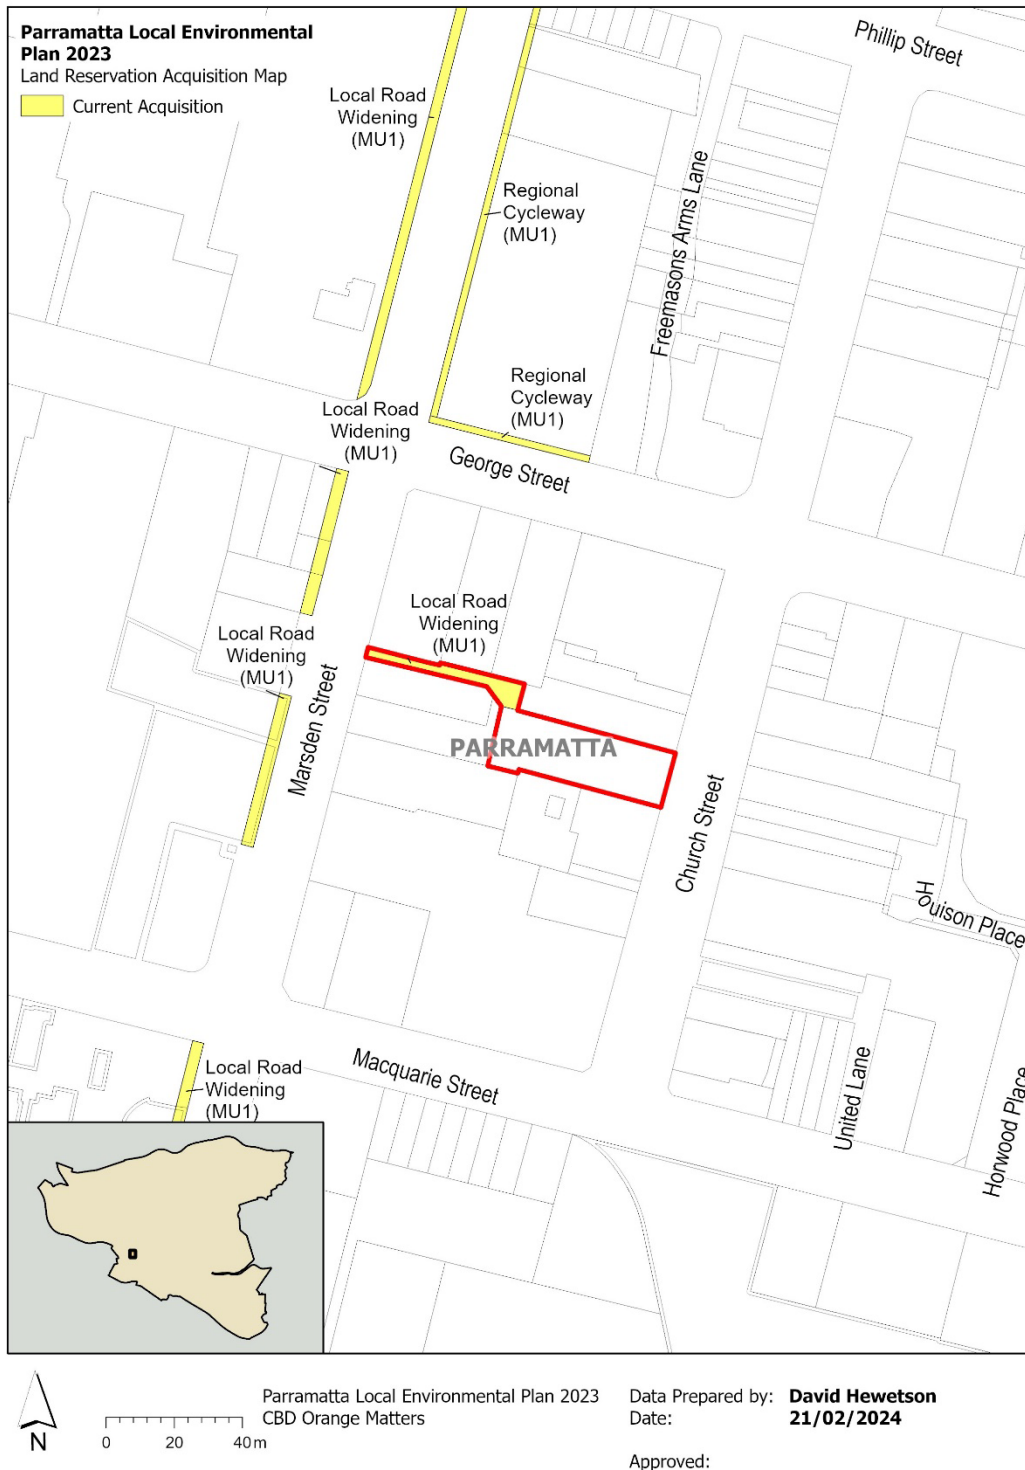 Parramatta Local Environmental
Plan 2023
Land Reservation Acquisition Map
Current Acquisition
Phillip Street
Local Road
Widening
(MU1)
Regional
Cycleway
(MU1)
Freemasons Arms Lane
Regional
Cycleway
(MU1)
Local Road
Widening
(MU1)
George Street
Local Road
Widening
(MU1)
Local Road
Widening
(MU1)
Marsden Street
PARRAMATTA
Church Street
Houison Place
Macquarie Street
United Lane
Horwood Place
Local Road
Widening
(MU1)
N
0 20 40 m
Parramatta Local Environmental Plan 2023
CBD Orange Matters
Data Prepared by: David Hewetson
Date: 21/02/2024
Approved: